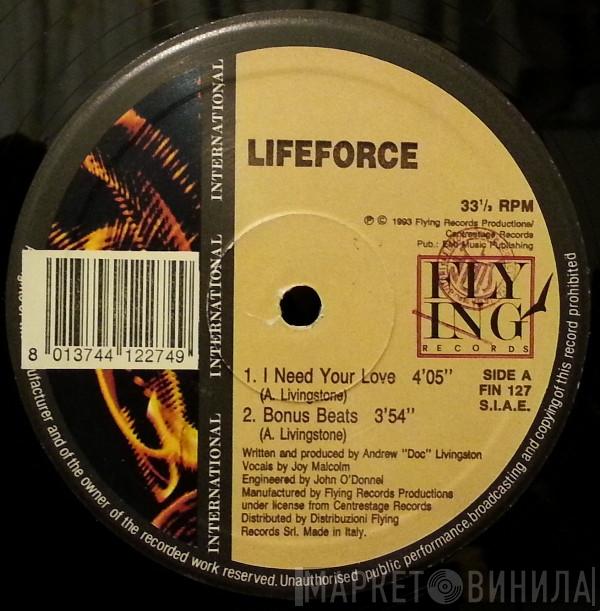 LIFEFORCE
33⅓ RPM
℗ © 1993 Flying Records Productions/
Centrestage Records
Pub.: Emi Music Publishing
FLY
ING
RECORDS
INTERNATIONAL
INTERNATIONAL
INTERNATIONAL
8 013744 122749
1. I Need Your Love 4'05"
(A. Livingstone)
2. Bonus Beats 3'54"
(A. Livingstone)
SIDE A
FIN 127
S.I.A.E.
Written and produced by Andrew "Doc" Livingston
Vocals by Joy Malcolm
Engineered by John O'Donnel
Manufactured by Flying Records Productions
under license from Centrestage Records
Distributed by Distribuzioni Flying
Records Srl. Made in Italy.
ufacturer and of the owner of the recorded work reserved. Unauthorised public performance, broadcasting and copying of this record prohibited
МАРКЕТ ВИНИЛА